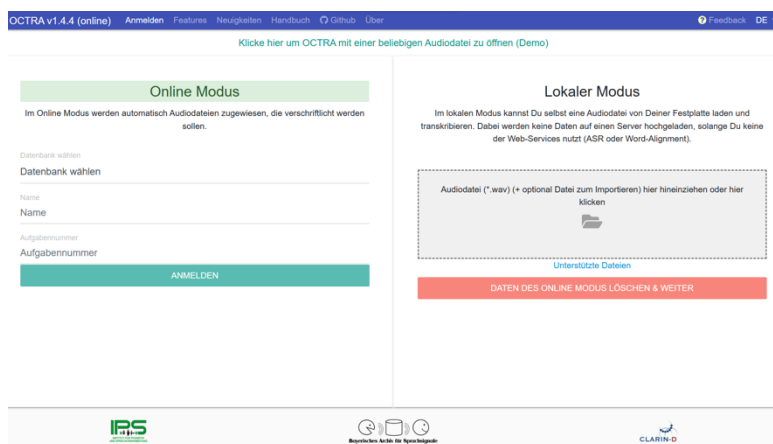 OCTRA v1.4.4 (online) Anmelden Features Neuigkeiten Handbuch Github Über Feedback DE
Klicke hier um OCTRA mit einer beliebigen Audiodatei zu öffnen (Demo)
Online Modus
Im Online Modus werden automatisch Audiodateien zugewiesen, die verschriftlicht werden
sollen.
Datenbank wählen
Datenbank wählen
Name
Name
Aufgabennummer
Aufgabennummer
ANMELDEN
Lokaler Modus
Im lokalen Modus kannst Du selbst eine Audiodatei von Deiner Festplatte laden und
transkribieren. Dabei werden keine Daten auf einen Server hochgeladen, solange Du keine
der Web-Services nutzt (ASR oder Word-Alignment).
Audiodatei (*.wav) (+ optional Datei zum Importieren) hier hineinziehen oder hier
klicken
Unterstützte Dateien
DATEN DES ONLINE MODUS LÖSCHEN & WEITER
IPS
Bayerisches Archiv für Sprachsignale
CLARIN-D